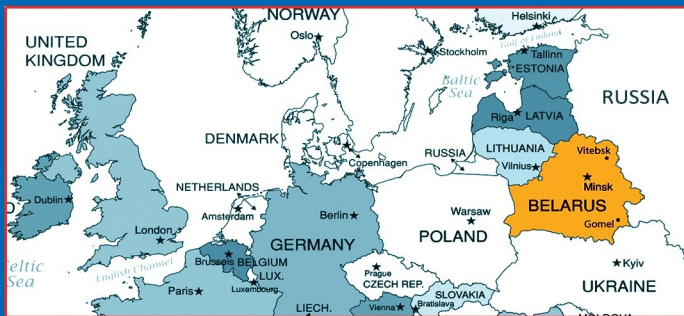 NORWAY
Helsinki
Oslo
Gulf of Finland
UNITED
KINGDOM
Stockholm
Tallinn
ESTONIA
Baltic
Sea
RUSSIA
Riga
LATVIA
DENMARK
Copenhagen
RUSSIA
LITHUANIA
Vilnius
Vitebsk
Minsk
NETHERLANDS
Dublin
Amsterdam
Berlin
Warsaw
BELARUS
Gomel
London
GERMANY
POLAND
Brussels
BELGIUM
English Channel
eltic
Sea
LUX.
Luxembourg
Prague
CZECH REP.
Kyiv
UKRAINE
Paris
LIECH.
Vienna
SLOVAKIA
Bratislava
MOLDOVA